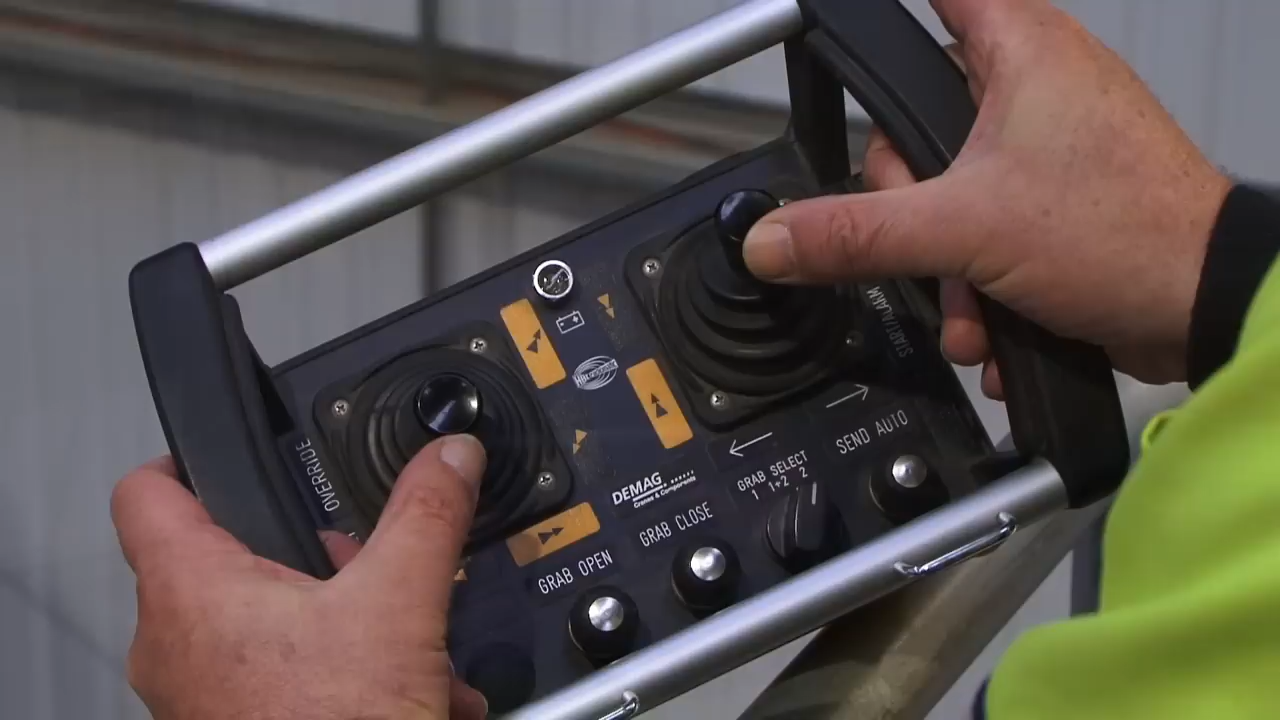 OVERRIDE
START/ALARM
DEMAG
Cranes & Components
GRAB OPEN
GRAB CLOSE
GRAB SELECT
1 1+2 2
SEND AUTO